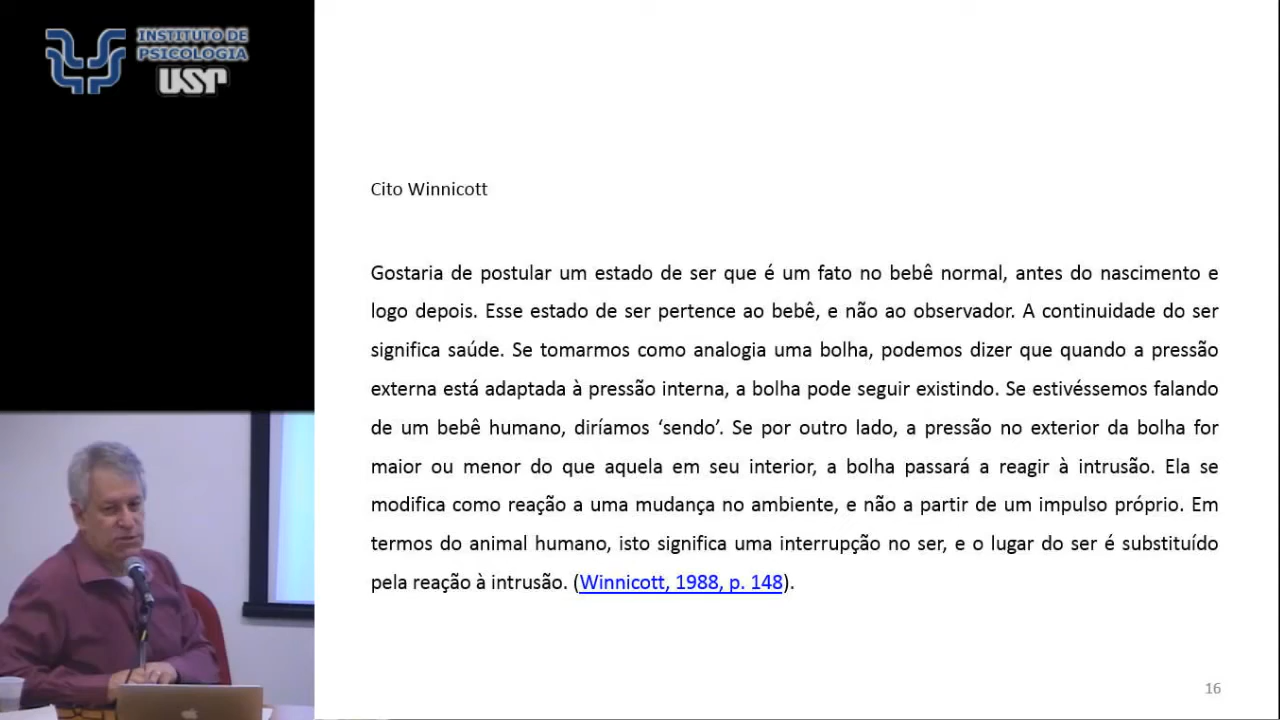 INSTITUTO DE
PSICOLOGIA
USP
Cito Winnicott
Gostaria de postular um estado de ser que é um fato no bebê normal, antes do nascimento e
logo depois. Esse estado de ser pertence ao bebê, e não ao observador. A continuidade do ser
significa saúde. Se tomarmos como analogia uma bolha, podemos dizer que quando a pressão
externa está adaptada à pressão interna, a bolha pode seguir existindo. Se estivéssemos falando
de um bebê humano, diríamos ‘sendo’. Se por outro lado, a pressão no exterior da bolha for
maior ou menor do que aquela em seu interior, a bolha passará a reagir à intrusão. Ela se
modifica como reação a uma mudança no ambiente, e não a partir de um impulso próprio. Em
termos do animal humano, isto significa uma interrupção no ser, e o lugar do ser é substituído
pela reação à intrusão. (Winnicott, 1988, p. 148).
16